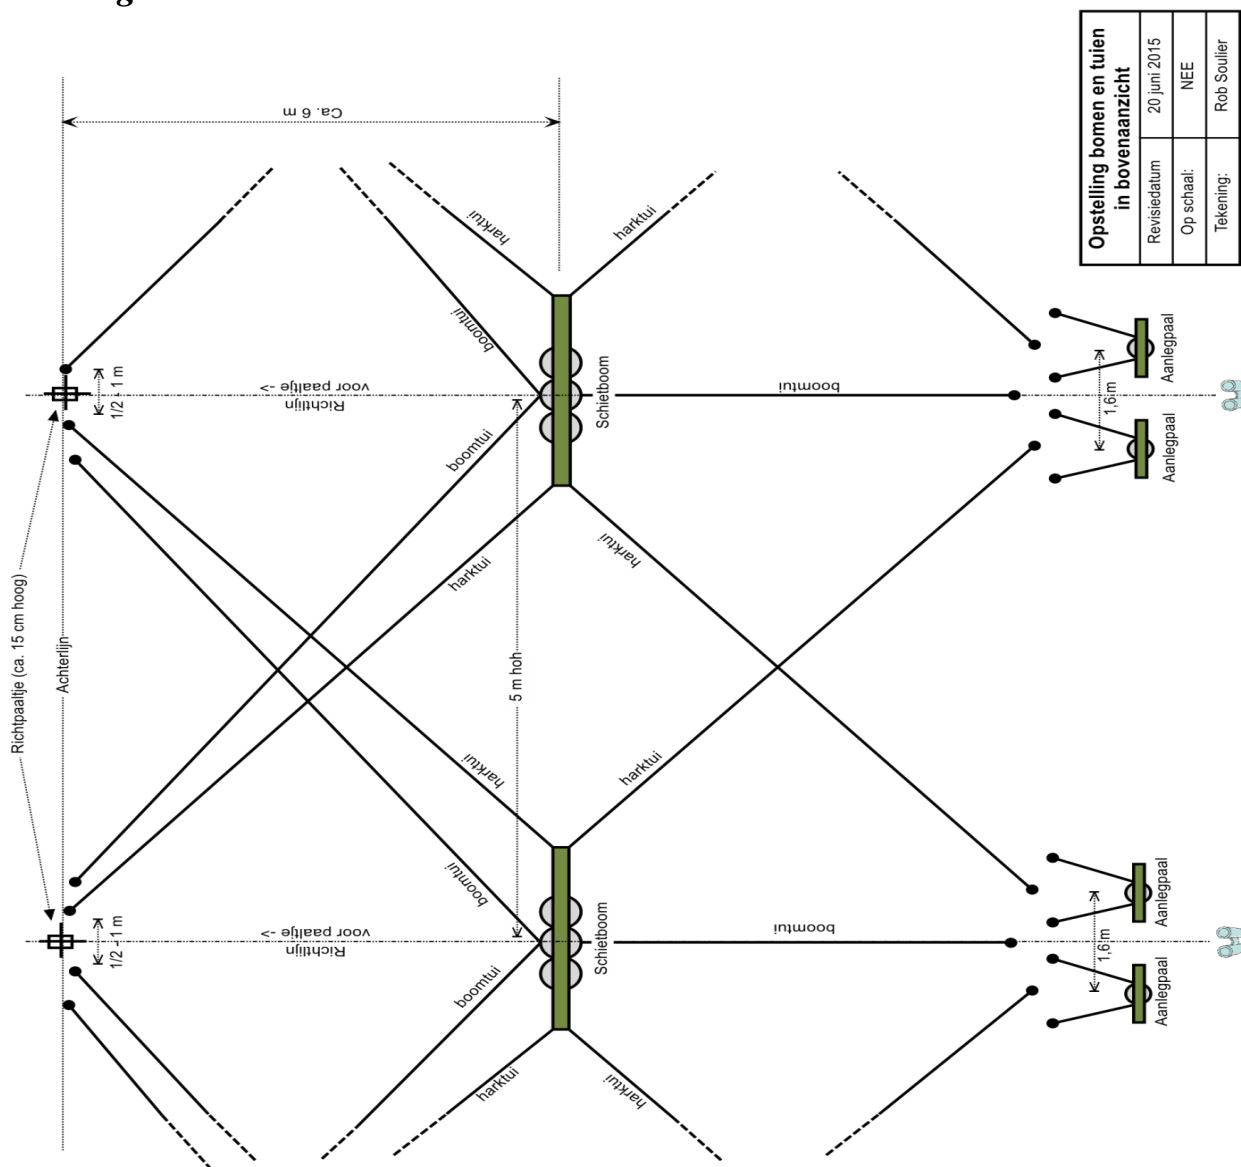 g
Opstelling bomen en tuien
in bovenaanzicht
Revisiedatum 20 juni 2015
Op schaal: NEE
Tekening: Rob Soulier
Ca. 6 m
Richtpaaltje (ca. 15 cm hoog)
Achterlijn
1/2 - 1 m
Richtlijn
voor paaltje ->
boomtui
harktui
harktui
boomtui
harktui
harktui
Schietboom
boomtui
1,6 m
Aanlegpaal
Aanlegpaal
5 m hoh
1/2 - 1 m
Richtlijn
voor paaltje ->
harktui
boomtui
harktui
boomtui
harktui
harktui
Schietboom
boomtui
1,6 m
Aanlegpaal
Aanlegpaal